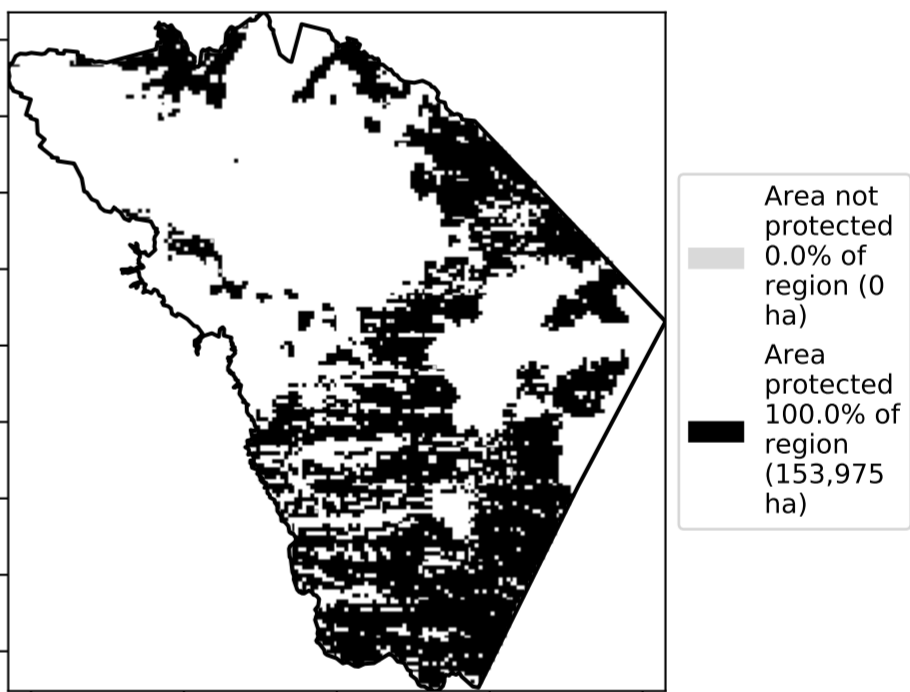 Area not
protected
0.0% of
region (0
ha)
Area
protected
100.0% of
region
(153,975
ha)